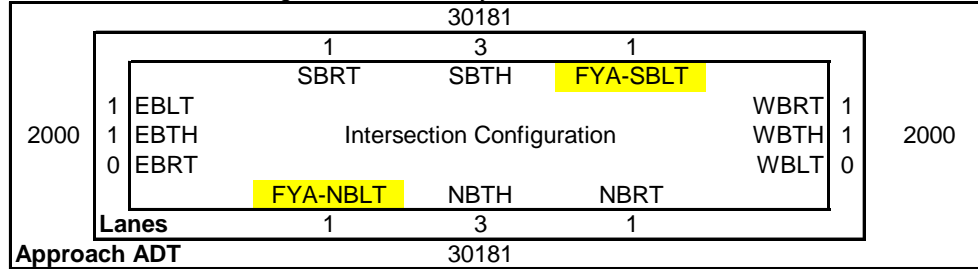 30181
1 3 1
SBRT SBTH FYA-SBLT
1 EBLT WBRT 1
2000 1 EBTH Intersection Configuration WBTH 1 2000
0 EBRT WBLT 0
FYA-NBLT NBTH NBRT
Lanes 1 3 1
Approach ADT 30181